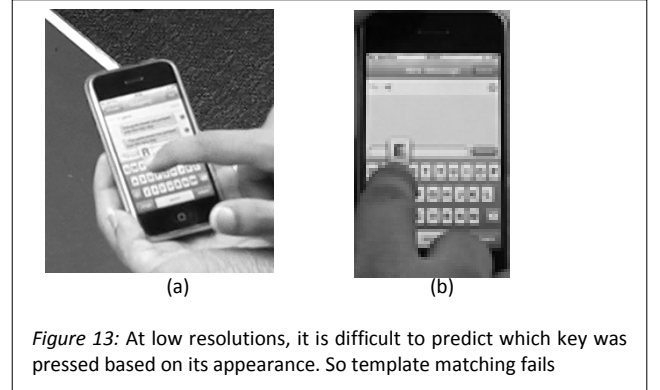 (a)
(b)
Figure 13: At low resolutions, it is difficult to predict which key was
pressed based on its appearance. So template matching fails